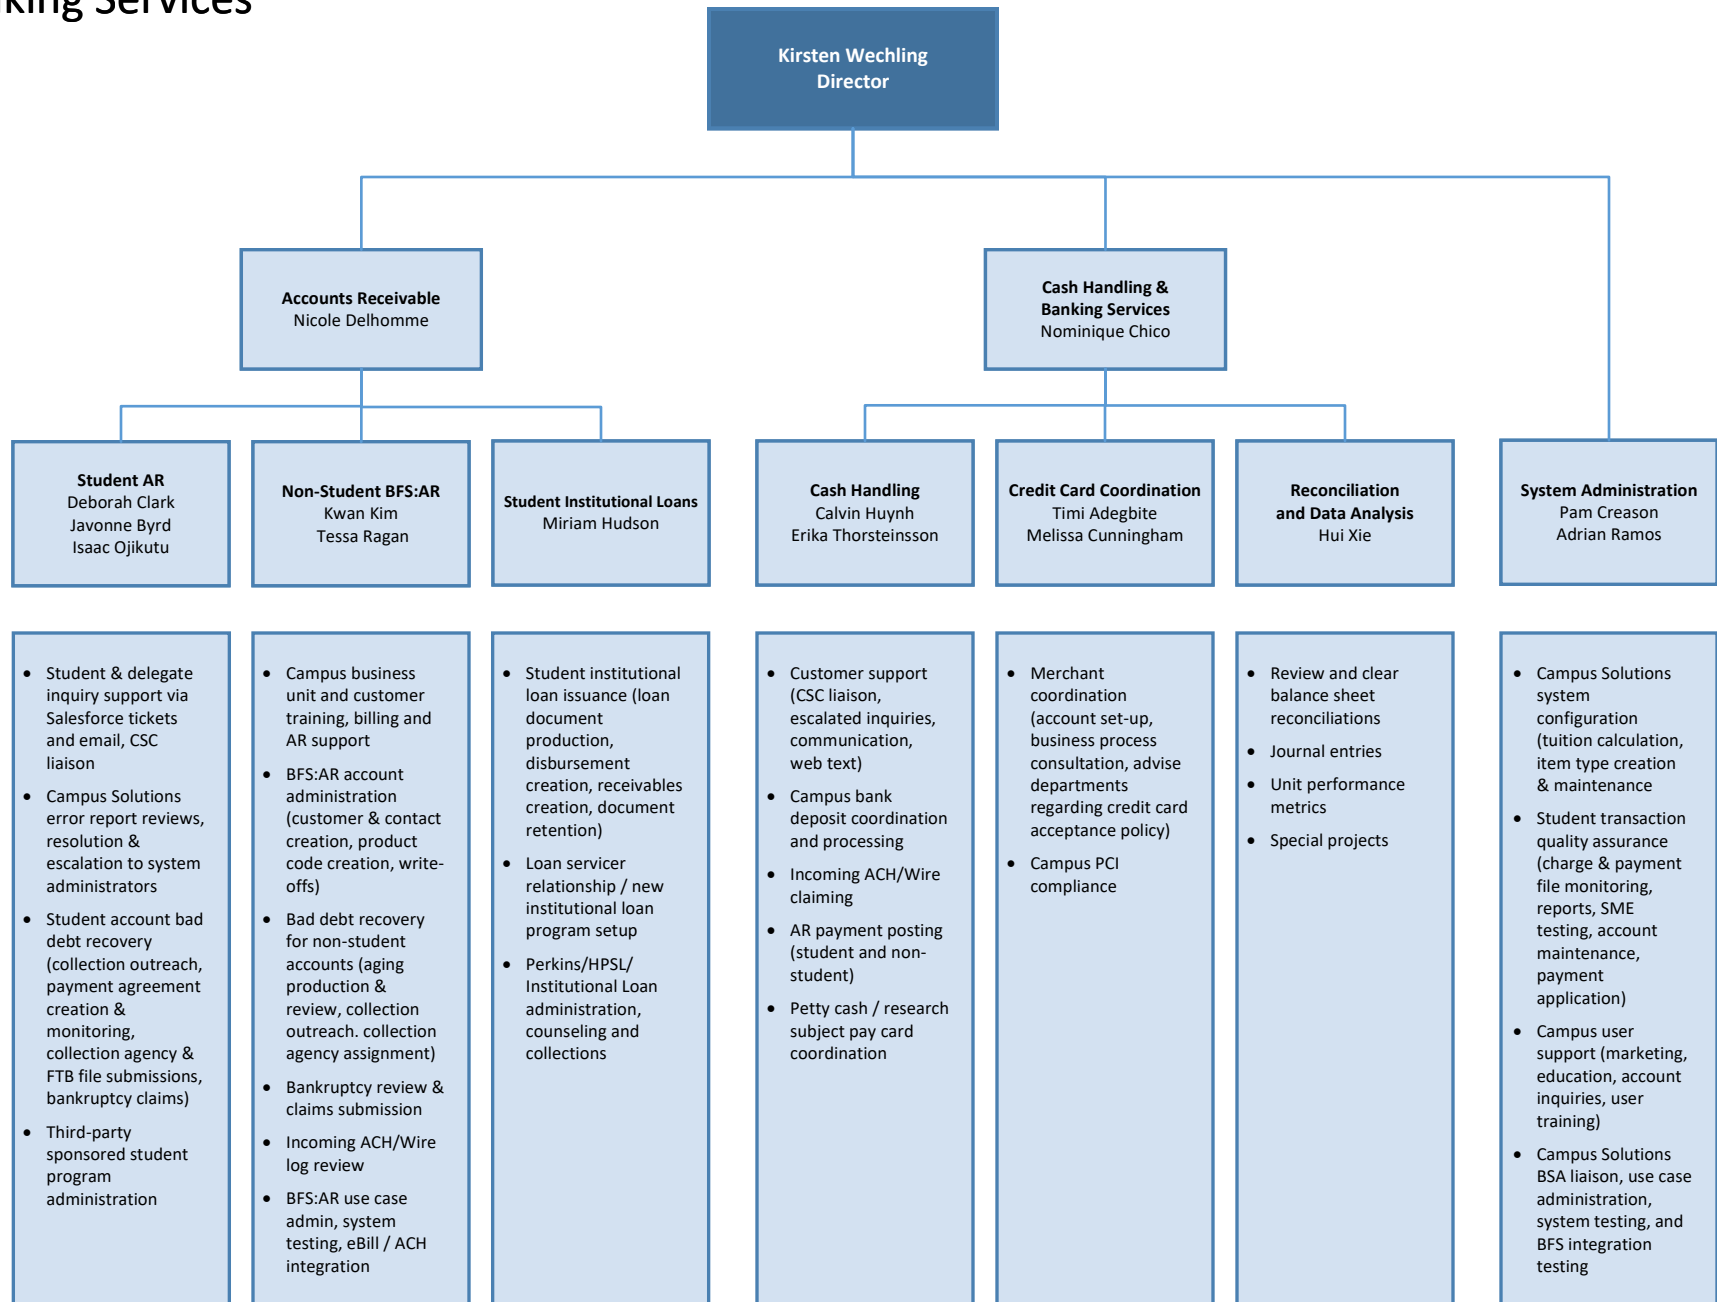 king Services
Kirsten Wechling
Director
Accounts Receivable
Nicole Delhomme
Cash Handling &
Banking Services
Nominique Chico
Student AR
Deborah Clark
Javonne Byrd
Isaac Ojikutu
Non-Student BFS:AR
Kwan Kim
Tessa Ragan
Student Institutional Loans
Miriam Hudson
Cash Handling
Calvin Huynh
Erika Thorsteinsson
Credit Card Coordination
Timi Adegbite
Melissa Cunningham
Reconciliation
and Data Analysis
Hui Xie
System Administration
Pam Creason
Adrian Ramos
• Student & delegate
inquiry support via
Salesforce tickets
and email, CSC
liaison
• Campus Solutions
error report reviews,
resolution &
escalation to system
administrators
• Student account bad
debt recovery
(collection outreach,
payment agreement
creation &
monitoring,
collection agency &
FTB file submissions,
bankruptcy claims)
• Third-party
sponsored student
program
administration
• Campus business
unit and customer
training, billing and
AR support
• BFS:AR account
administration
(customer & contact
creation, product
code creation, write-
offs)
• Bad debt recovery
for non-student
accounts (aging
production &
review, collection
outreach. collection
agency assignment)
• Bankruptcy review &
claims submission
• Incoming ACH/Wire
log review
• BFS:AR use case
admin, system
testing, eBill / ACH
integration
• Student institutional
loan issuance (loan
document
production,
disbursement
creation, receivables
creation, document
retention)
• Loan servicer
relationship / new
institutional loan
program setup
• Perkins/HPSL/
Institutional Loan
administration,
counseling and
collections
• Customer support
(CSC liaison,
escalated inquiries,
communication,
web text)
• Campus bank
deposit coordination
and processing
• Incoming ACH/Wire
claiming
• AR payment posting
(student and non-
student)
• Petty cash / research
subject pay card
coordination
• Merchant
coordination
(account set-up,
business process
consultation, advise
departments
regarding credit card
acceptance policy)
• Campus PCI
compliance
• Review and clear
balance sheet
reconciliations
• Journal entries
• Unit performance
metrics
• Special projects
• Campus Solutions
system
configuration
(tuition calculation,
item type creation
& maintenance
• Student transaction
quality assurance
(charge & payment
file monitoring,
reports, SME
testing, account
maintenance,
payment
application)
• Campus user
support (marketing,
education, account
inquiries, user
training)
• Campus Solutions
BSA liaison, use case
administration,
system testing, and
BFS integration
testing